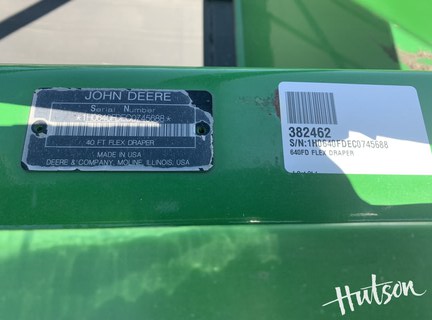 JOHN DEERE
Serial Number
*1H0640FDEC0745688*
40 FT FLEX DRAPER
MADE IN USA
DEERE & COMPANY, MOLINE, ILLINOIS, USA
382462
S/N:1H0640FDEC0745688
640FD FLEX DRAPER
Hutson